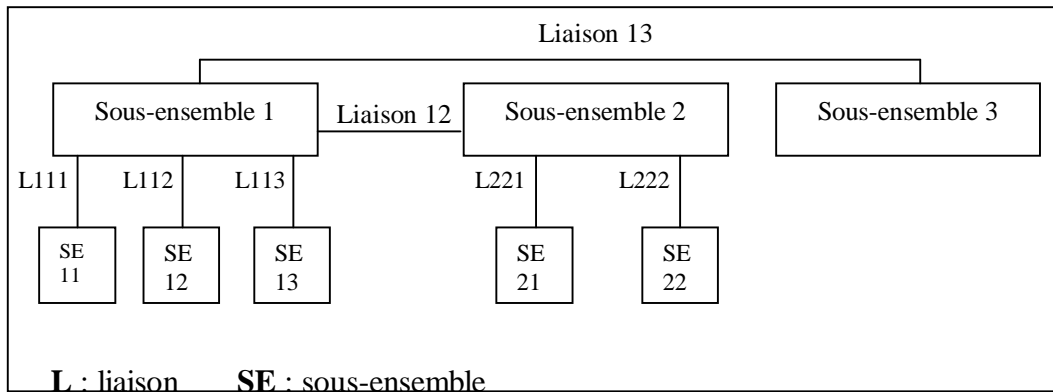 Liaison 13
Sous-ensemble 1
Liaison 12
Sous-ensemble 2
Sous-ensemble 3
L111
L112
L113
L221
L222
SE
11
SE
12
SE
13
SE
21
SE
22
L : liaison SE : sous-ensemble